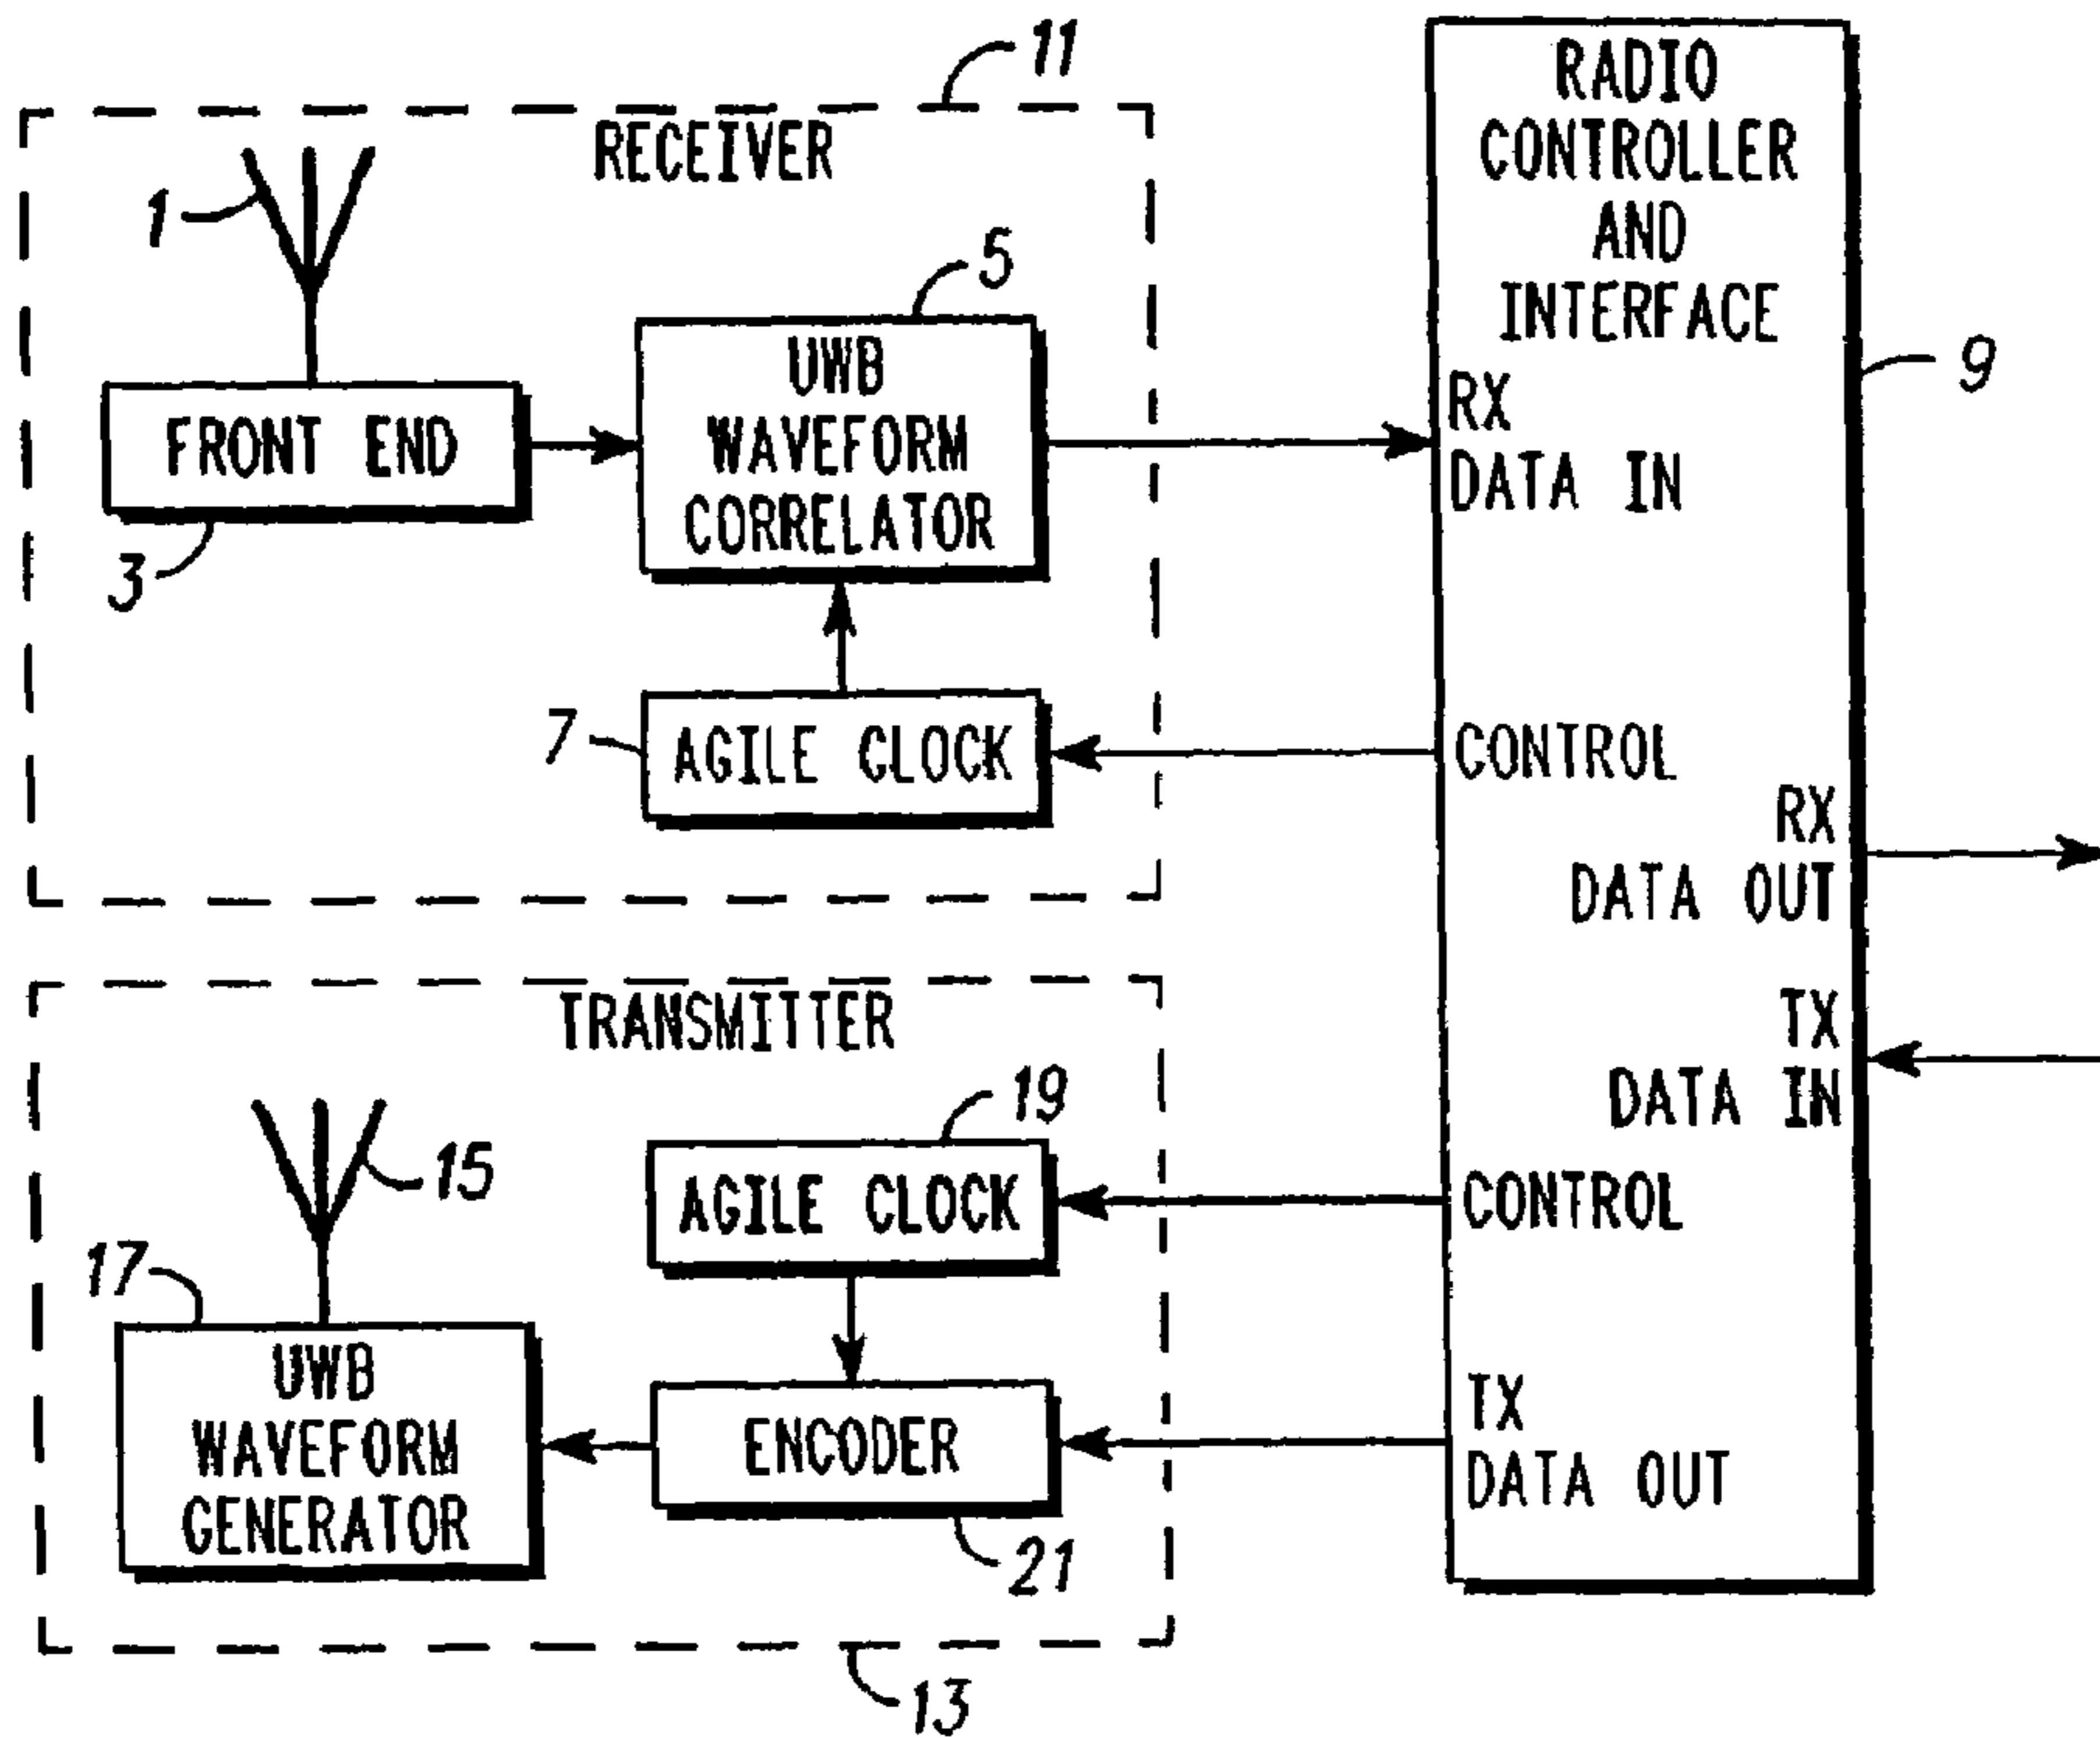 11
RECEIVER
1
5
UWB
WAVEFORM
CORRELATOR
FRONT END
3
7
AGILE CLOCK
RADIO
CONTROLLER
AND
INTERFACE
9
RX
DATA IN
CONTROL
RX
DATA OUT
TX
DATA IN
CONTROL
TX
DATA OUT
TRANSMITTER
19
15
AGILE CLOCK
17
UWB
WAVEFORM
GENERATOR
ENCODER
21
13